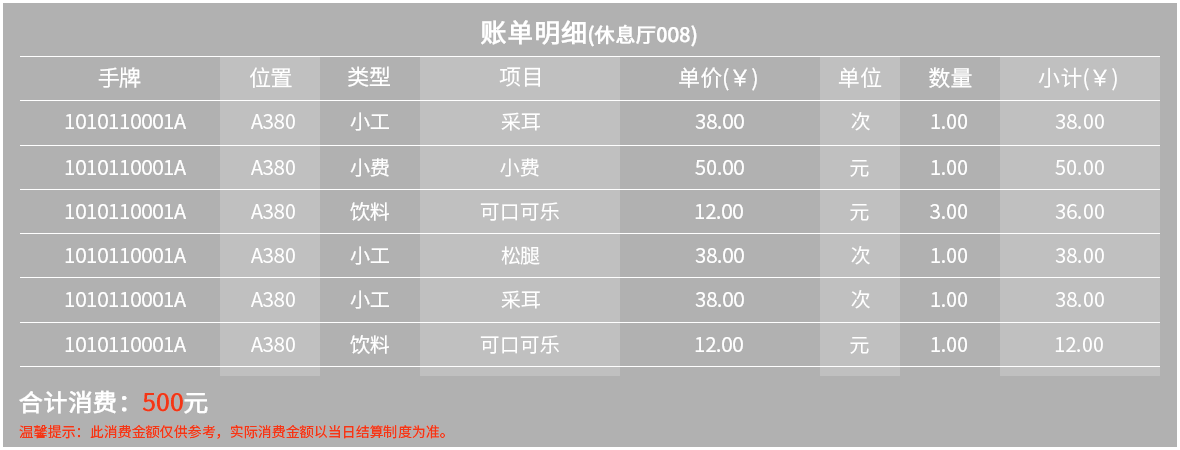 账单明细(休息厅008)
手牌 位置 类型 项目 单价(￥) 单位 数量 小计(￥)
1010110001A A380 小工 采耳 38.00 次 1.00 38.00
1010110001A A380 小费 小费 50.00 元 1.00 50.00
1010110001A A380 饮料 可口可乐 12.00 元 3.00 36.00
1010110001A A380 小工 松腿 38.00 次 1.00 38.00
1010110001A A380 小工 采耳 38.00 次 1.00 38.00
1010110001A A380 饮料 可口可乐 12.00 元 1.00 12.00
合计消费：500元
温馨提示：此消费金额仅供参考，实际消费金额以当日结算制度为准。